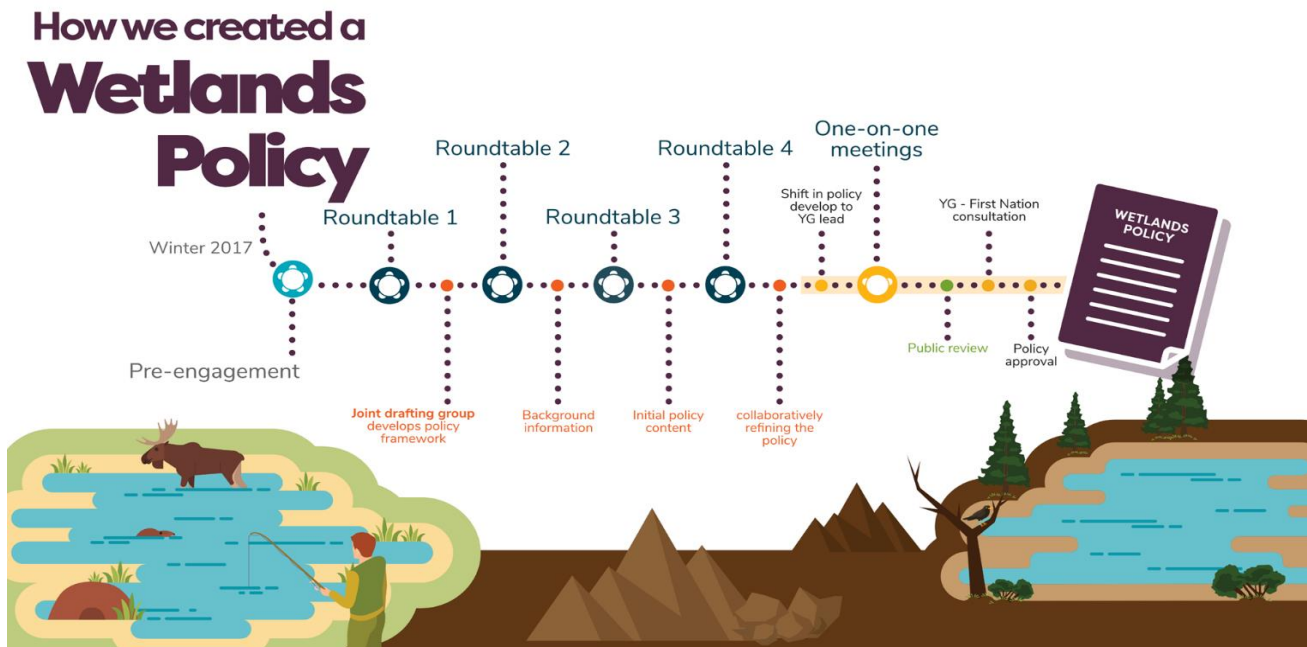 How we created a
Wetlands
Policy
Winter 2017
Pre-engagement
Roundtable 1
Joint drafting group
develops policy
framework
Roundtable 2
Background
information
Roundtable 3
Initial policy
content
Roundtable 4
collaboratively
refining the
policy
Shift in policy
develop to
YG lead
One-on-one
meetings
Public review
YG - First Nation
consultation
Policy
approval
WETLANDS
POLICY